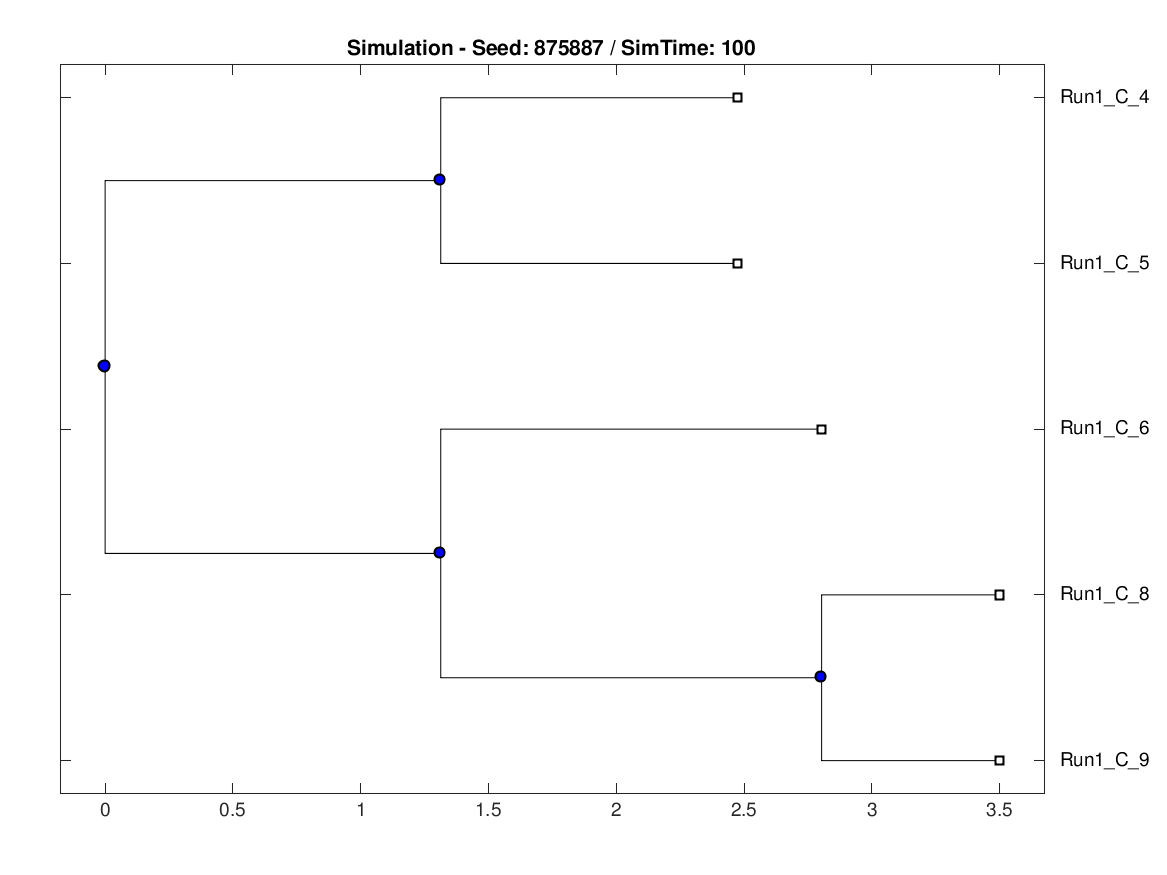 Simulation - Seed: 875887 / SimTime: 100
Run1_C_4
Run1_C_5
Run1_C_6
Run1_C_8
Run1_C_9
0 0.5 1 1.5 2 2.5 3 3.5